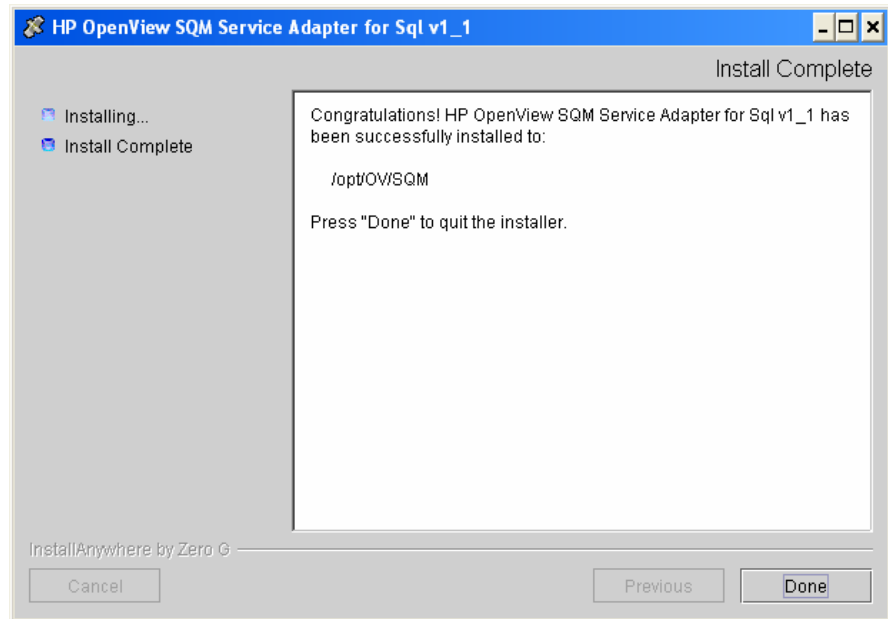 HP OpenView SQM Service Adapter for Sql v1_1
Install Complete
Installing...
Install Complete
Congratulations! HP OpenView SQM Service Adapter for Sql v1_1 has
been successfully installed to:
/opt/OV/SQM
Press "Done" to quit the installer.
InstallAnywhere by Zero G
Cancel
Previous
Done